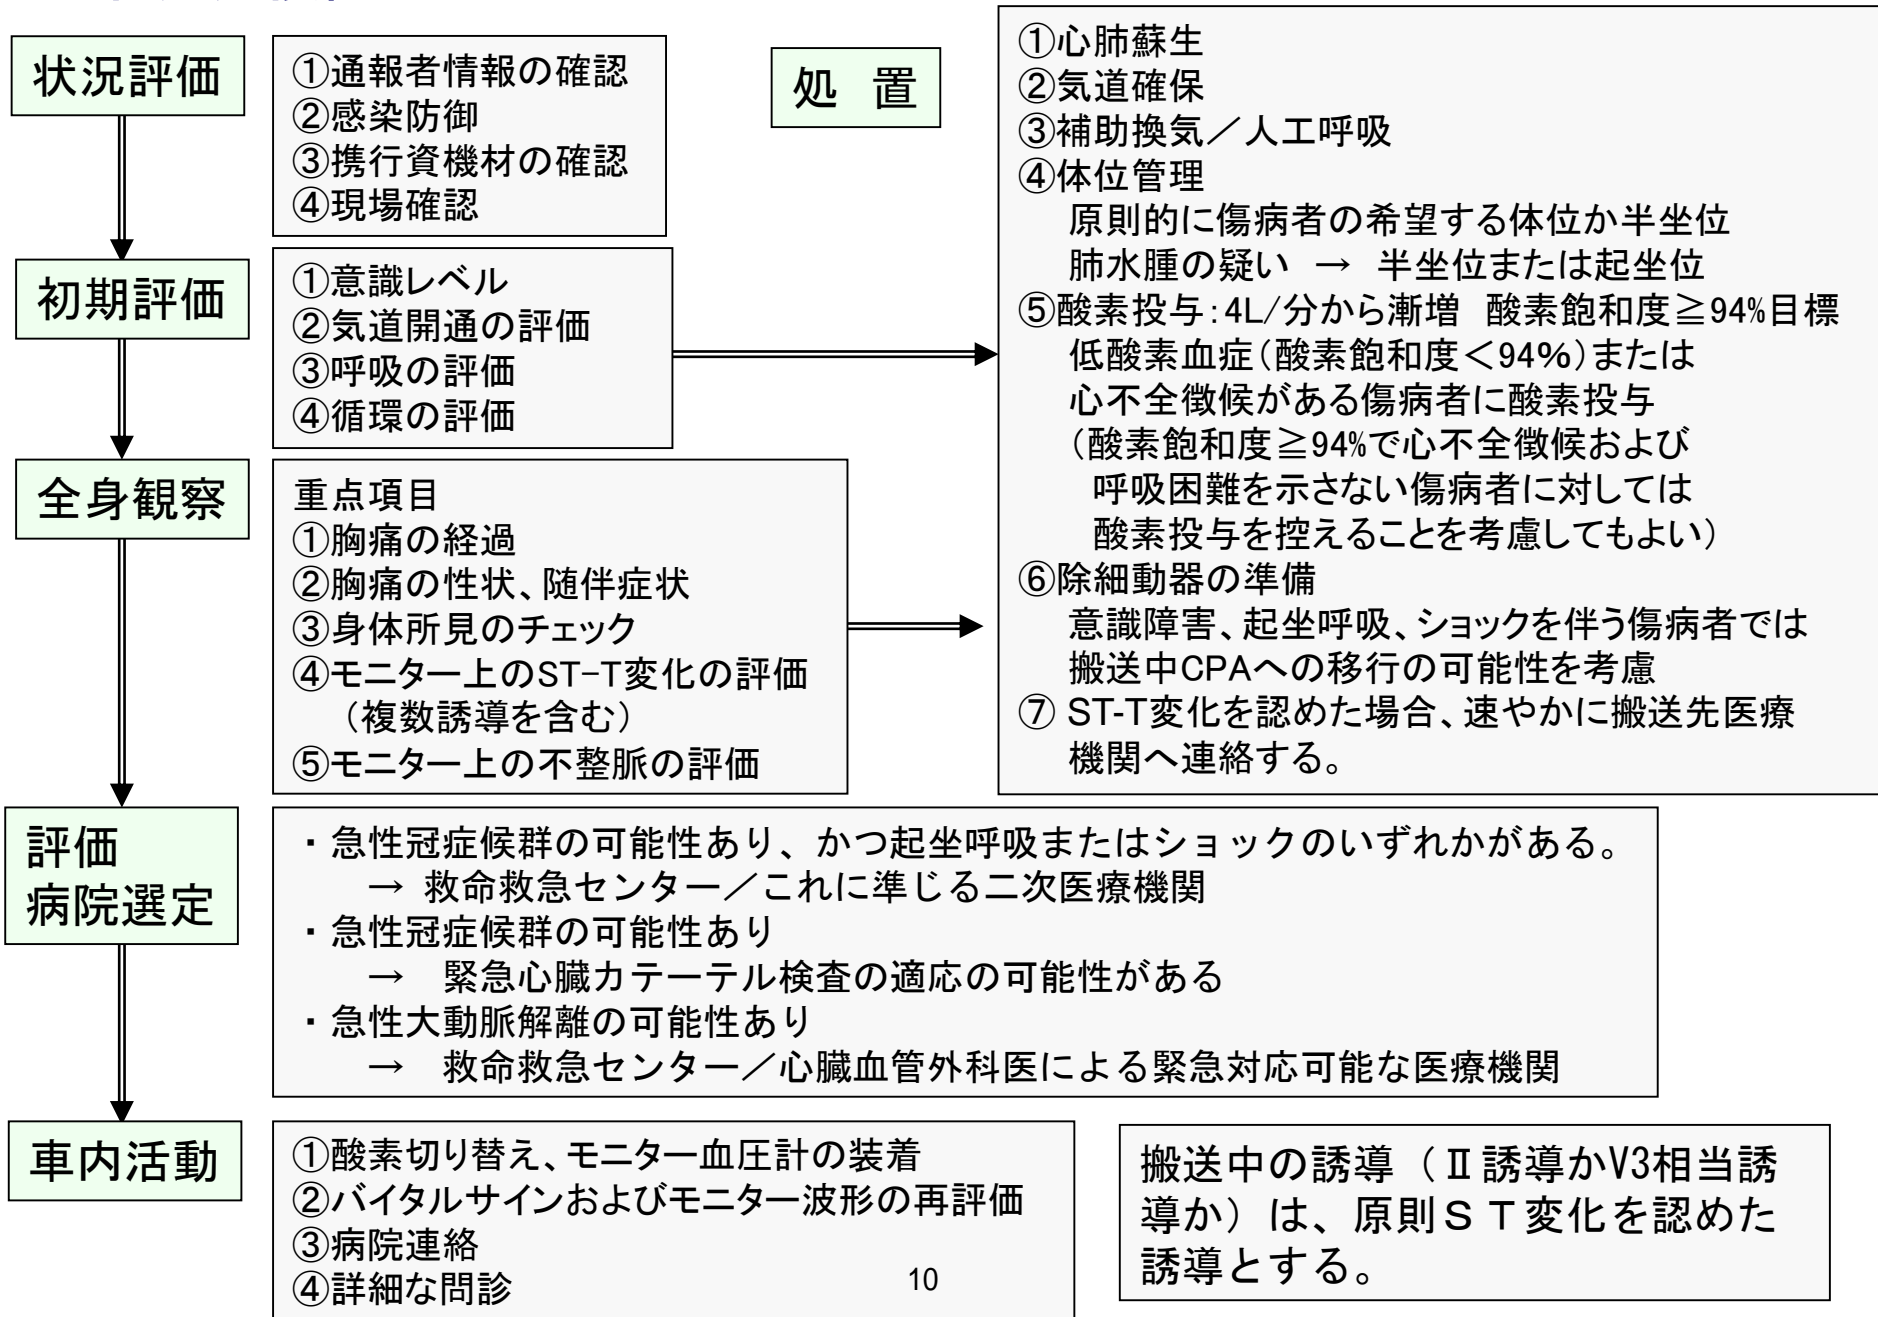 状況評価
①通報者情報の確認
②感染防御
③携行資機材の確認
④現場確認
初期評価
①意識レベル
②気道開通の評価
③呼吸の評価
④循環の評価
全身観察
重点項目
①胸痛の経過
②胸痛の性状、随伴症状
③身体所見のチェック
④モニター上のST-T変化の評価
（複数誘導を含む）
⑤モニター上の不整脈の評価
処　置
①心肺蘇生
②気道確保
③補助換気／人工呼吸
④体位管理
原則的に傷病者の希望する体位か半坐位
肺水腫の疑い　→　半坐位または起坐位
⑤酸素投与：4L/分から漸増　酸素飽和度≧94%目標
低酸素血症（酸素飽和度＜94%）または
心不全徴候がある傷病者に酸素投与
（酸素飽和度≧94%で心不全徴候および
呼吸困難を示さない傷病者に対しては
酸素投与を控えることを考慮してもよい）
⑥除細動器の準備
意識障害、起坐呼吸、ショックを伴う傷病者では
搬送中CPAへの移行の可能性を考慮
⑦ ST-T変化を認めた場合、速やかに搬送先医療
機関へ連絡する。
評価
病院選定
・急性冠症候群の可能性あり、かつ起坐呼吸またはショックのいずれかがある。
→ 救命救急センター／これに準じる二次医療機関
・急性冠症候群の可能性あり
→　緊急心臓カテーテル検査の適応の可能性がある
・急性大動脈解離の可能性あり
→　救命救急センター／心臓血管外科医による緊急対応可能な医療機関
車内活動
①酸素切り替え、モニター血圧計の装着
②バイタルサインおよびモニター波形の再評価
③病院連絡
④詳細な問診
搬送中の誘導（Ⅱ誘導かV3相当誘
導か）は、原則ＳＴ変化を認めた
誘導とする。
10